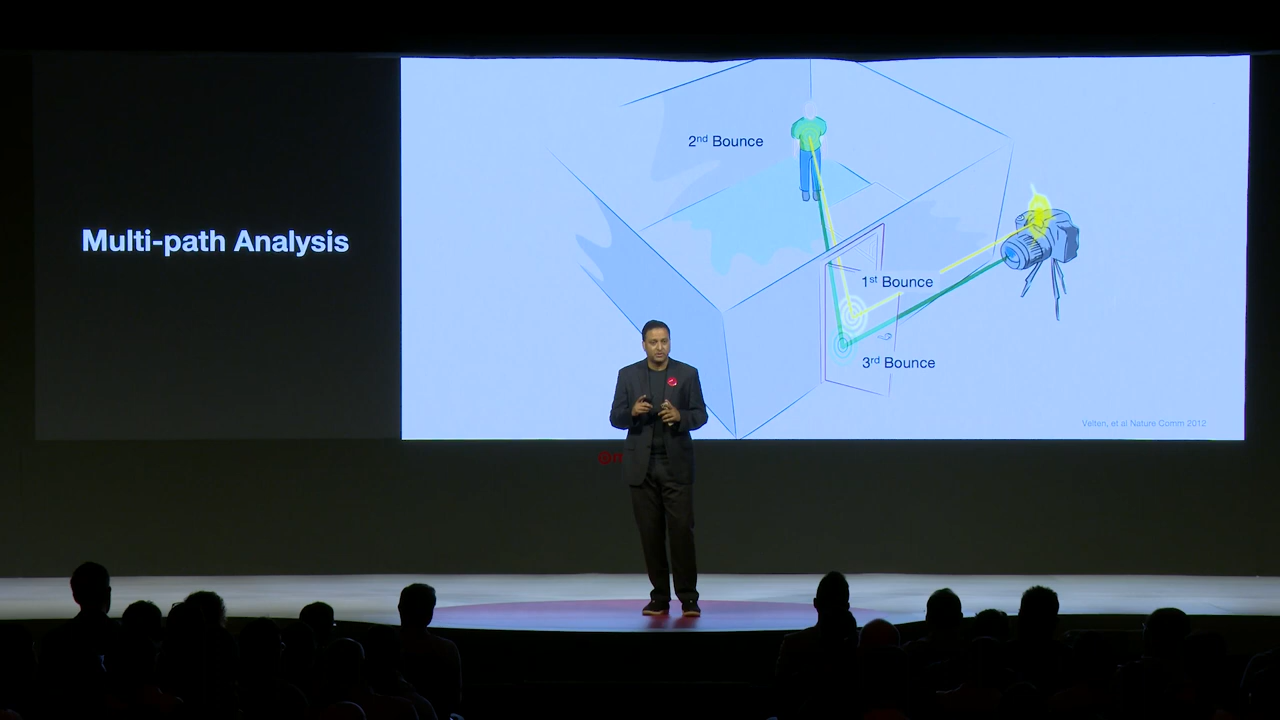 Multi-path Analysis
2nd Bounce
1st Bounce
3rd Bounce
Velten, et al Nature Comm 2012